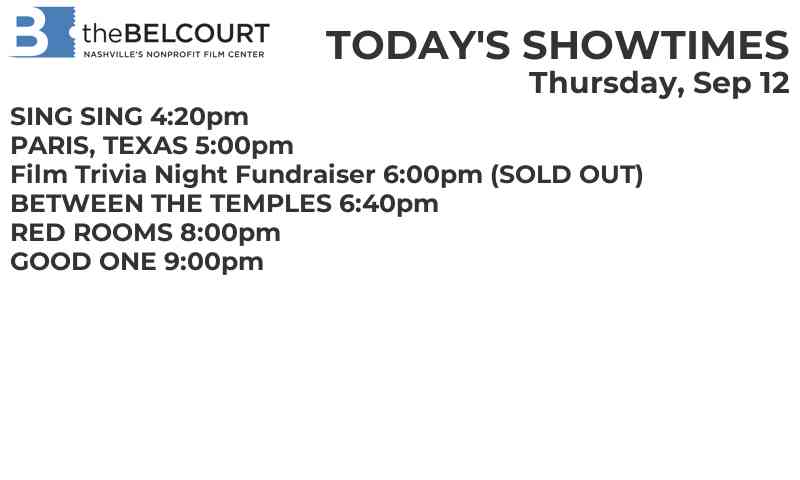 B theBELCOURT
NASHVILLE'S NONPROFIT FILM CENTER
TODAY'S SHOWTIMES
Thursday, Sep 12
SING SING 4:20pm
PARIS, TEXAS 5:00pm
Film Trivia Night Fundraiser 6:00pm (SOLD OUT)
BETWEEN THE TEMPLES 6:40pm
RED ROOMS 8:00pm
GOOD ONE 9:00pm